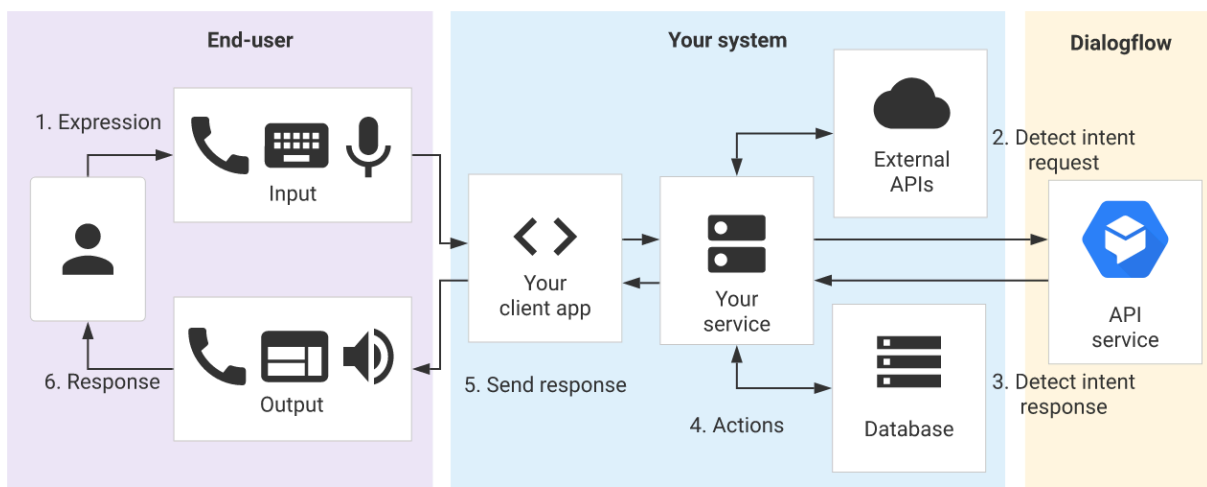 End-user
Your system
Dialogflow
1. Expression
Input
External
APIs
2. Detect intent
request
Your
client app
Your
service
API
service
6. Response
Output
5. Send response
4. Actions
Database
3. Detect intent
response